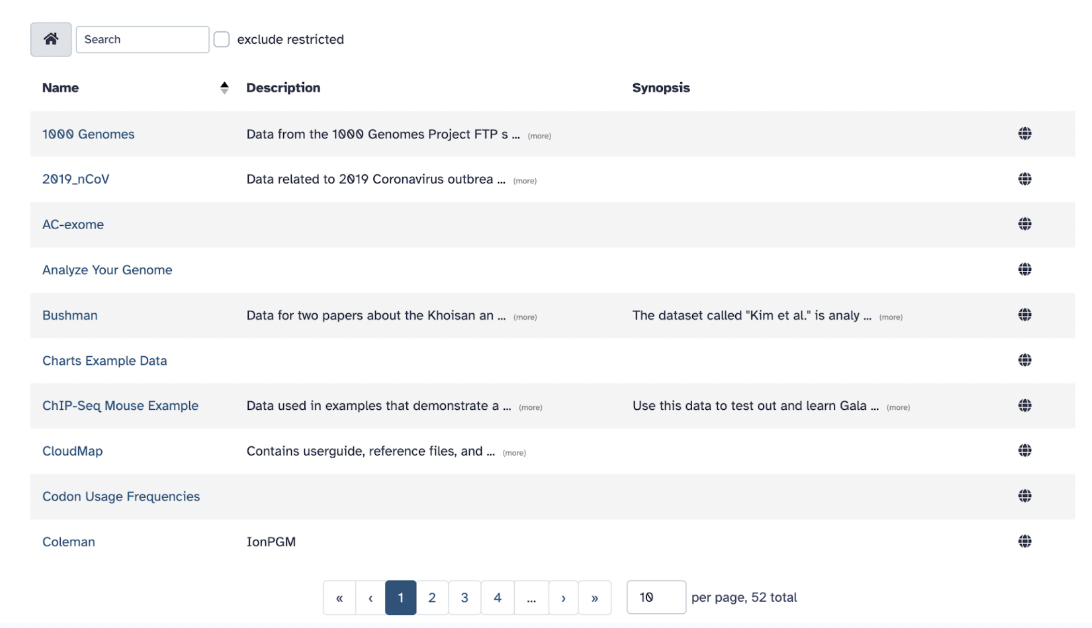 Search exclude restricted
Name Description Synopsis
1000 Genomes Data from the 1000 Genomes Project FTP s ... (more)
2019_nCoV Data related to 2019 Coronavirus outbrea ... (more)
AC-exome
Analyze Your Genome
Bushman Data for two papers about the Khoisan an ... (more) The dataset called "Kim et al." is analy ... (more)
Charts Example Data
ChIP-Seq Mouse Example Data used in examples that demonstrate a ... (more) Use this data to test out and learn Gala ... (more)
CloudMap Contains userguide, reference files, and ... (more)
Codon Usage Frequencies
Coleman IonPGM
« ‹ 1 2 3 4 ... › » 10 per page, 52 total